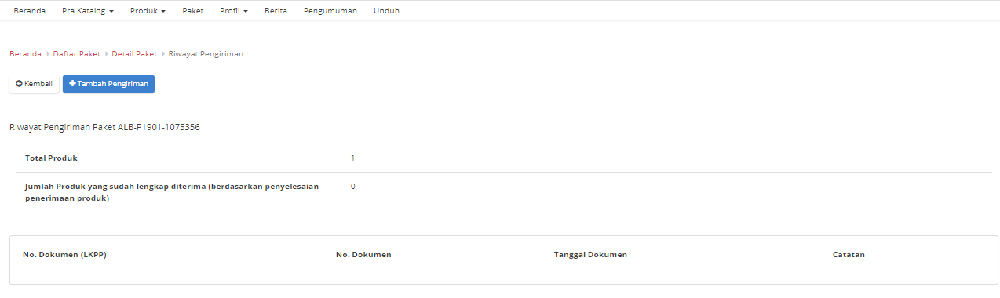 Beranda Pra Katalog Produk Paket Profil Berita Pengumuman Unduh
Beranda Daftar Paket Detail Paket Riwayat Pengiriman
Kembali Tambah Pengiriman
Riwayat Pengiriman Paket ALB-P1901-1075356
Total Produk 1
Jumlah Produk yang sudah lengkap diterima (berdasarkan penyelesaian 0
penerimaan produk)
No. Dokumen (LKPP) No. Dokumen Tanggal Dokumen Catatan